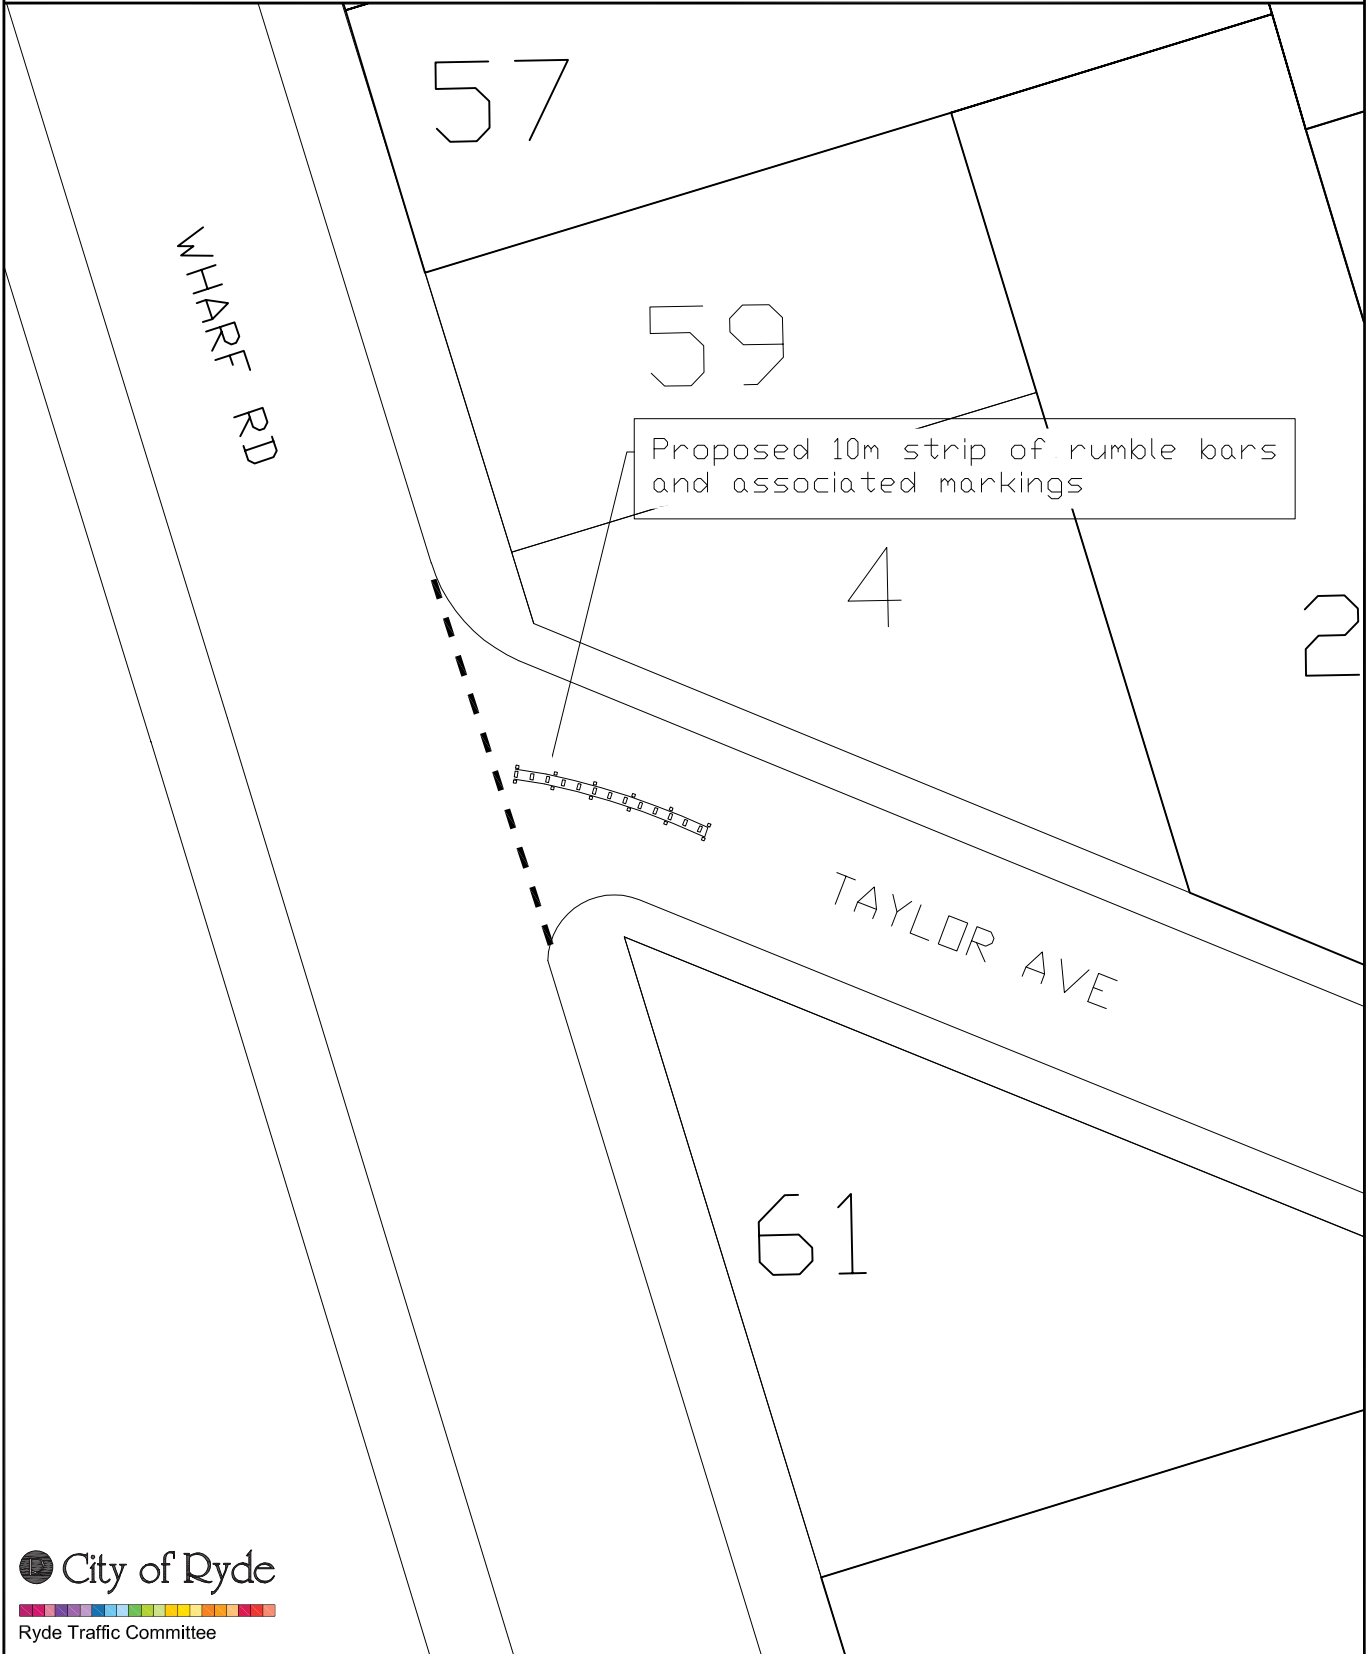 57
WHARF RD
59
Proposed 10m strip of rumble bars
and associated markings
4
2
TAYLOR AVE
61
City of Ryde
Ryde Traffic Committee